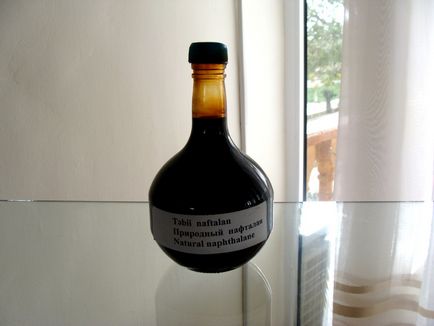 Təbii naftalan
Природный нафталан
Natural naphthalane